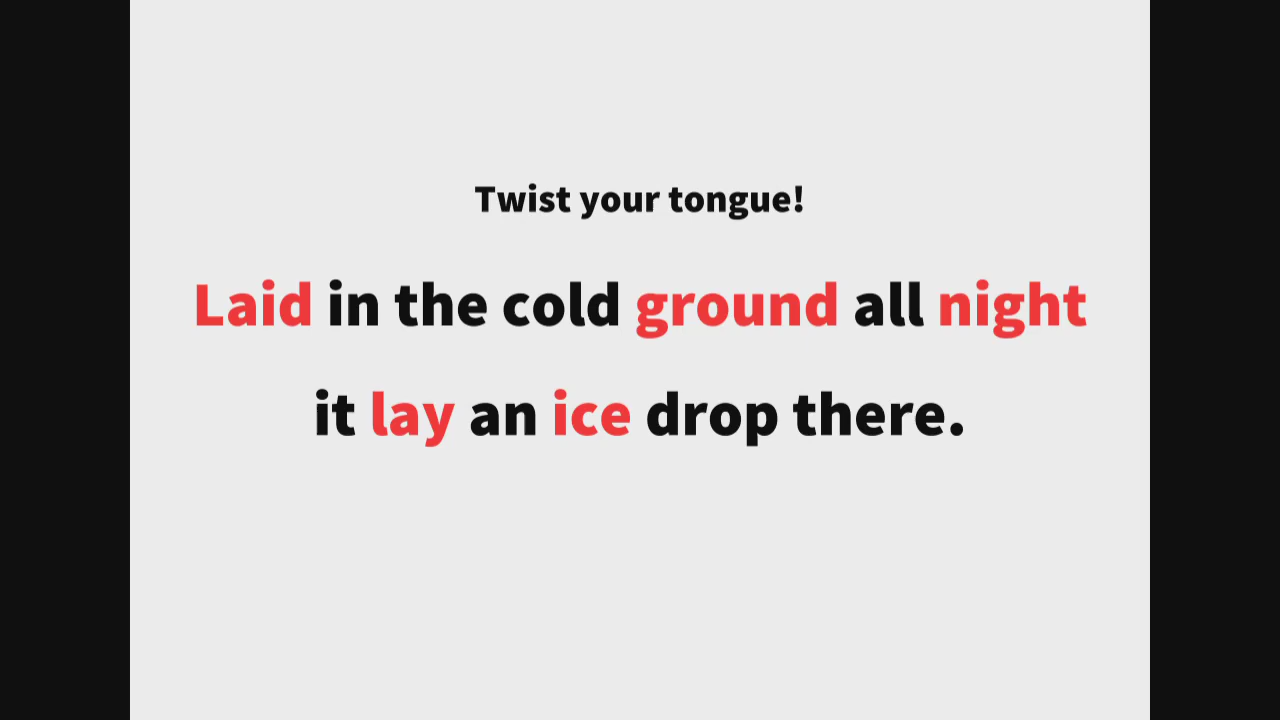 Twist your tongue!
Laid in the cold ground all night
it lay an ice drop there.